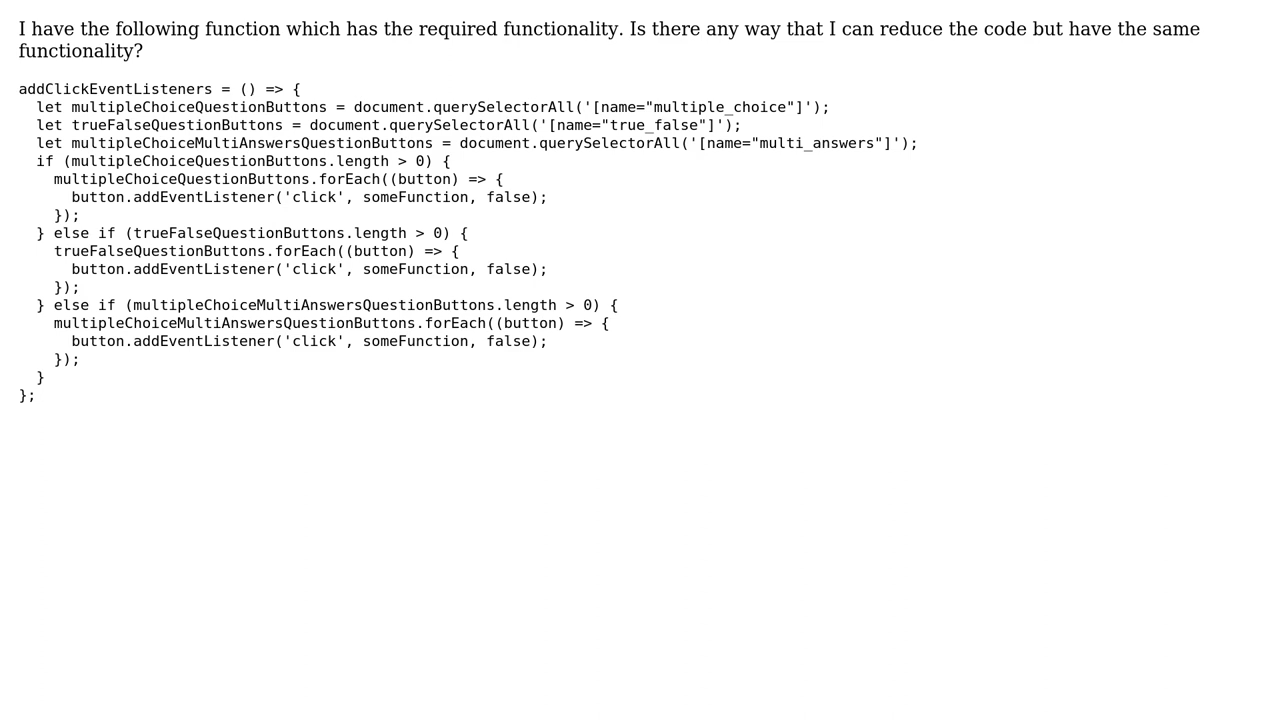 I have the following function which has the required functionality. Is there any way that I can reduce the code but have the same
functionality?
addClickEventListeners = () => {
  let multipleChoiceQuestionButtons = document.querySelectorAll('[name="multiple_choice"]');
  let trueFalseQuestionButtons = document.querySelectorAll('[name="true_false"]');
  let multipleChoiceMultiAnswersQuestionButtons = document.querySelectorAll('[name="multi_answers"]');
  if (multipleChoiceQuestionButtons.length > 0) {
    multipleChoiceQuestionButtons.forEach((button) => {
      button.addEventListener('click', someFunction, false);
    });
  } else if (trueFalseQuestionButtons.length > 0) {
    trueFalseQuestionButtons.forEach((button) => {
      button.addEventListener('click', someFunction, false);
    });
  } else if (multipleChoiceMultiAnswersQuestionButtons.length > 0) {
    multipleChoiceMultiAnswersQuestionButtons.forEach((button) => {
      button.addEventListener('click', someFunction, false);
    });
  }
};